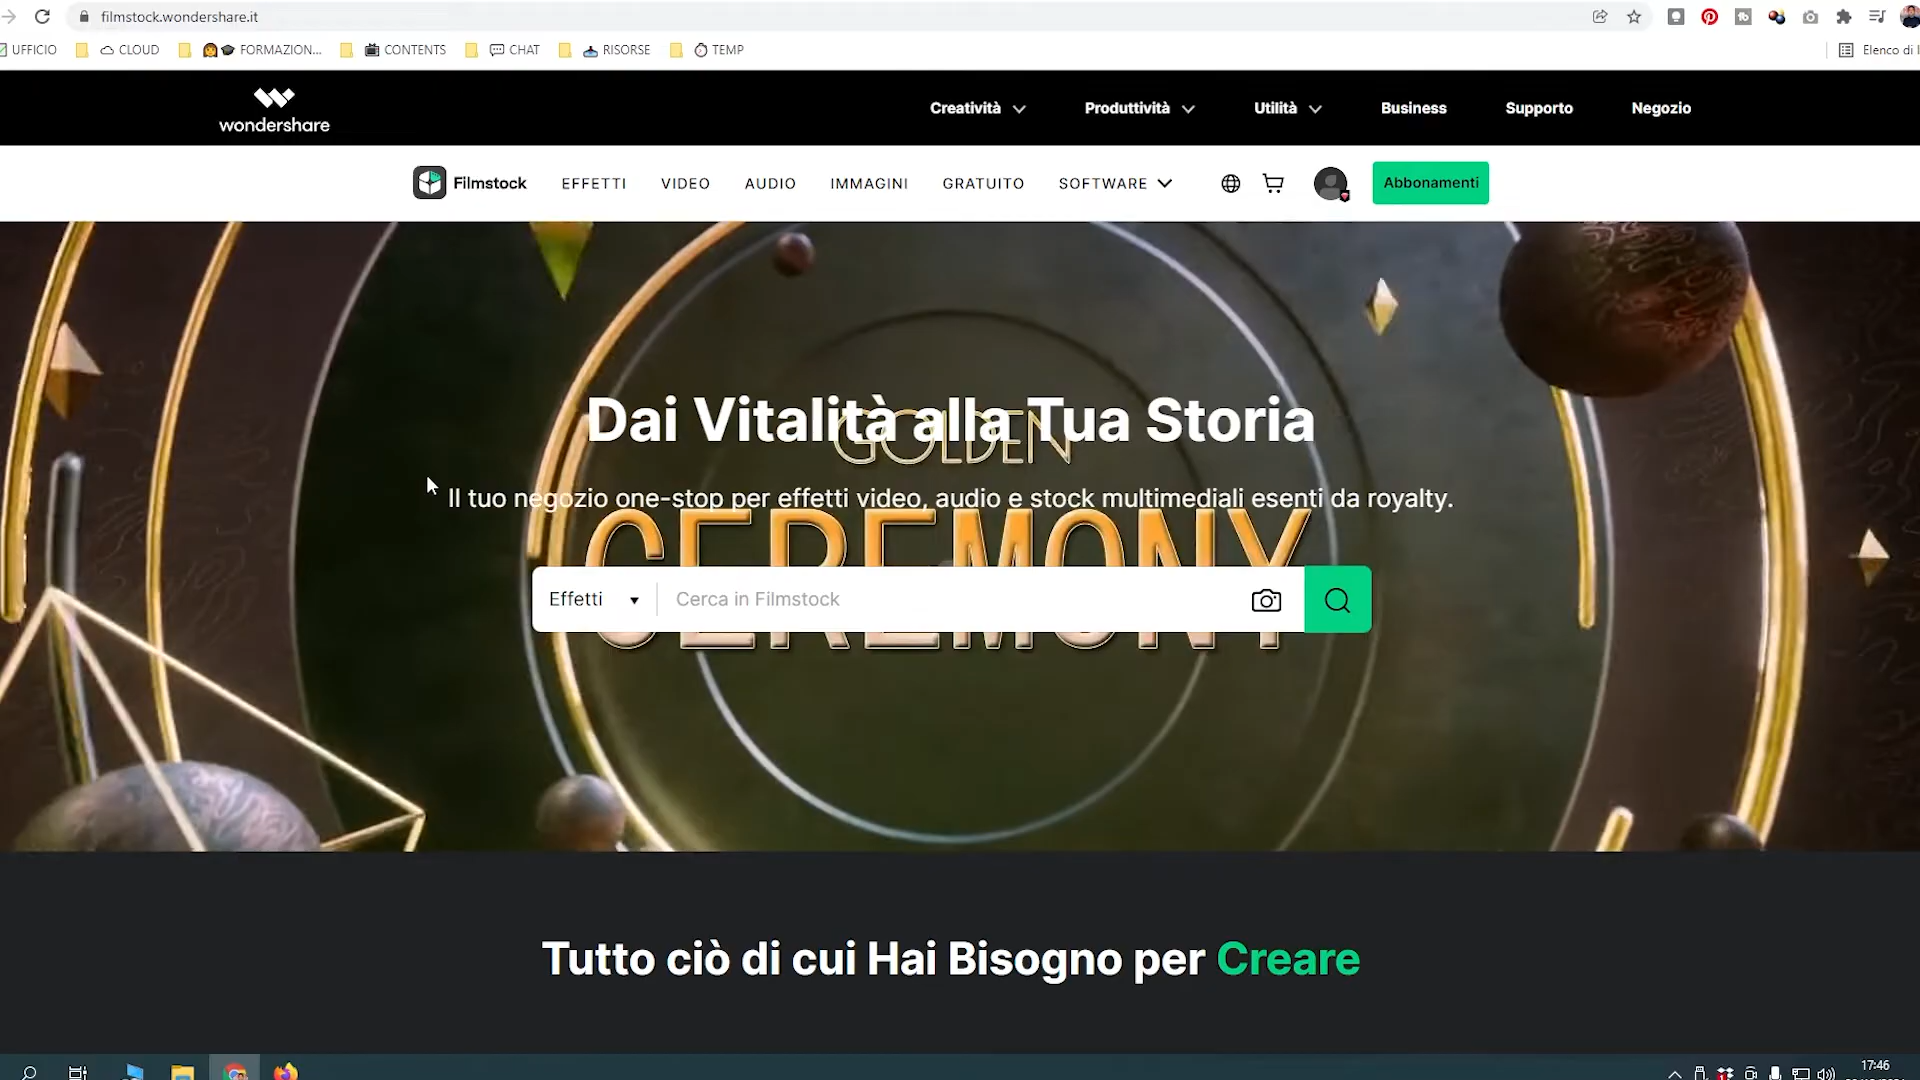 filmstock.wondershare.it
UFFICIO CLOUD FORMAZION... CONTENTS CHAT RISORSE TEMP Elenco di l
wondershare Creatività Produttività Utilità Business Supporto Negozio
Filmstock EFFETTI VIDEO AUDIO IMMAGINI GRATUITO SOFTWARE Abbonamenti
Dai Vitalità alla Tua Storia
GOLDEN
Il tuo negozio one-stop per effetti video, audio e stock multimediali esenti da royalty.
CEREMONY
Effetti Cerca in Filmstock
Tutto ciò di cui Hai Bisogno per Creare
17:46